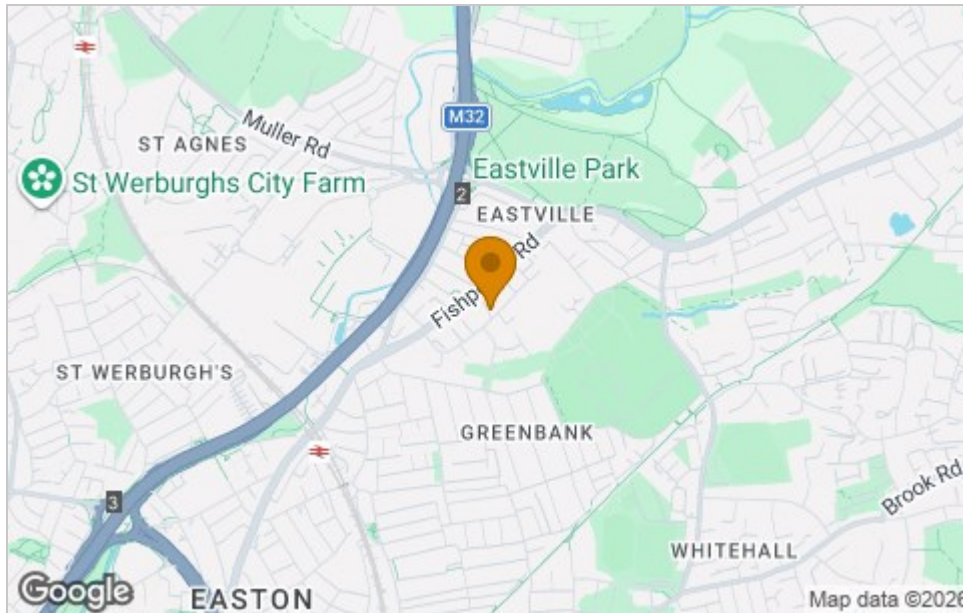 M32
Muller Rd
ST AGNES
St Werburghs City Farm
Eastville Park
2
EASTVILLE
Rd
ST WERBURGH'S
GREENBANK
3
Brook Rd
WHITEHALL
Google
EASTON
Map data ©2026